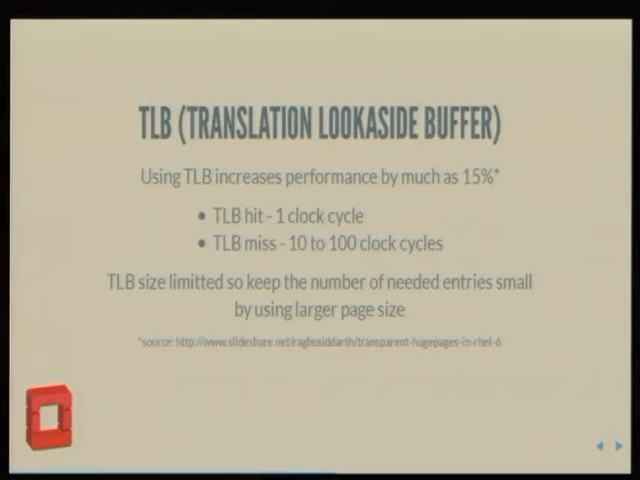 TLB (TRANSLATION LOOKASIDE BUFFER)
Using TLB increases performance by much as 15%*
• TLB hit - 1 clock cycle
• TLB miss - 10 to 100 clock cycles
TLB size limitted so keep the number of needed entries small
by using larger page size
*source: http://www.slideshare.net/raghusiddarth/transparent-hugepages-in-rhel-6